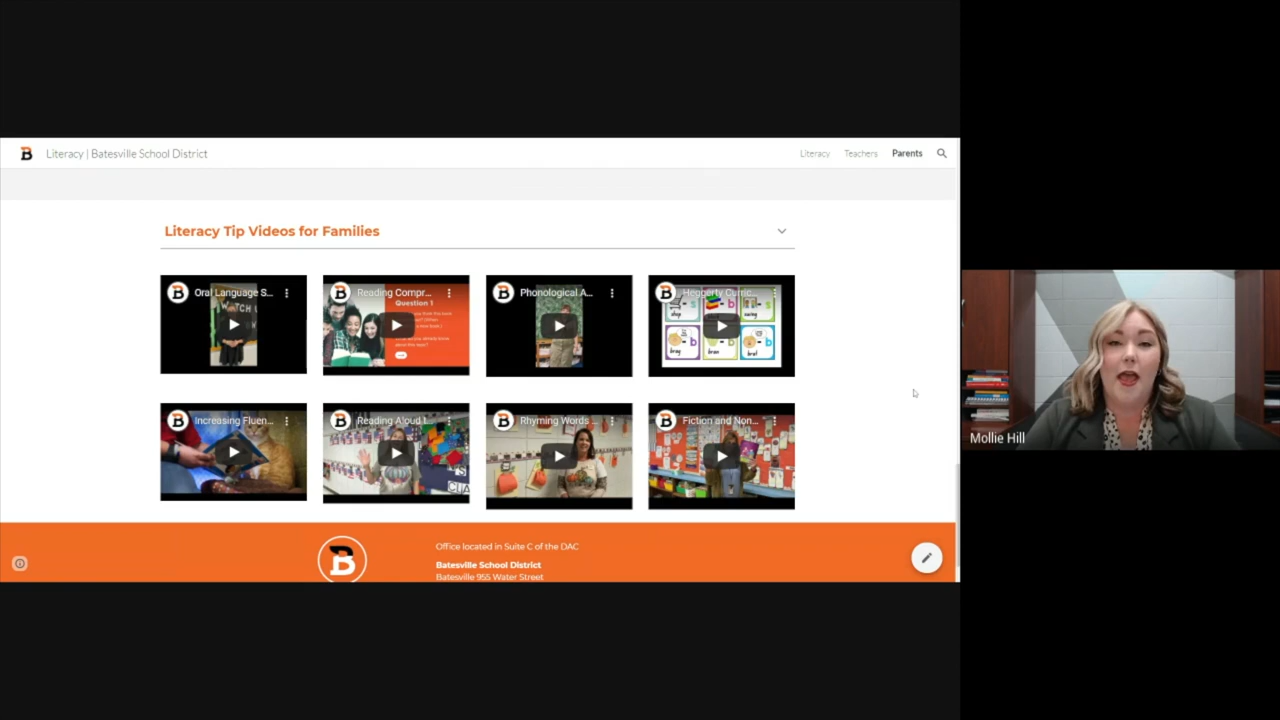 B Literacy | Batesville School District
Literacy Teachers Parents
Literacy Tip Videos for Families
B Oral Language S...
B Reading Compr...
Question 1
B Phonological A...
B Heggerty Curric...
B Increasing Fluen...
B Reading Aloud t...
B Rhyming Words ...
B Fiction and Non...
B
Office located in Suite C of the DAC
Batesville School District
Batesville 955 Water Street
Mollie Hill